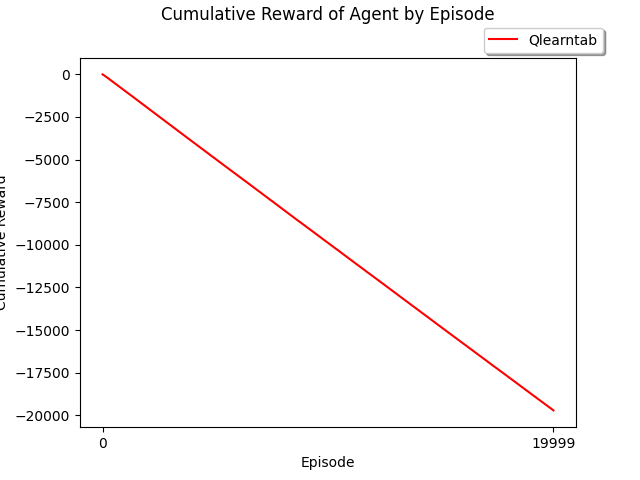 Cumulative Reward of Agent by Episode
Qlearntab
0
−2500
−5000
−7500
−10000
−12500
−15000
−17500
−20000
Cumulative Reward
0 19999
Episode